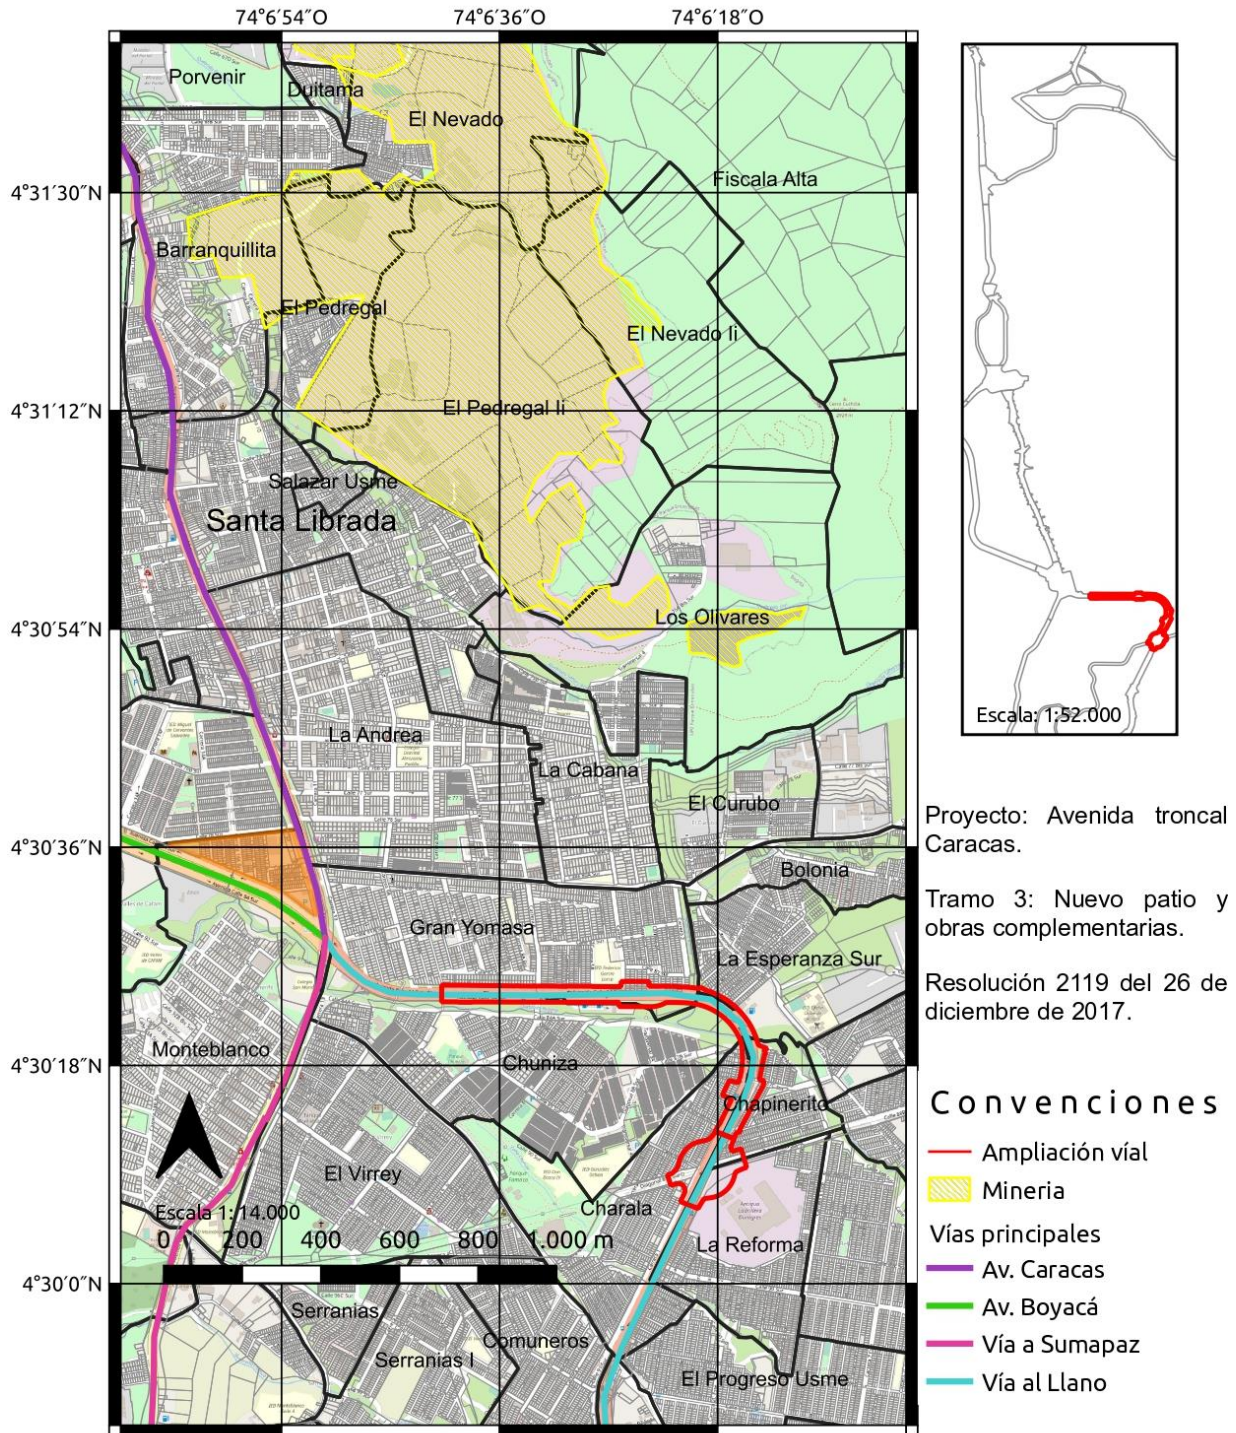 74°6′54″O 74°6′36″O 74°6′18″O
Porvenir
Duitama
El Nevado
4°31′30″N
Fiscala Alta
Barranquillita
El Pedregal
El Nevado Ii
4°31′12″N
El Pedregal Ii
Salazar Usme
Santa Librada
4°30′54″N
Los Olivares
La Andrea
La Cabana
El Curubo
4°30′36″N
Bolonia
Gran Yomasa
La Esperanza Sur
Monteblanco
4°30′18″N
Chuniza
Chapinerito
El Virrey
Charala
Escala 1:14.000
0 200 400 600 800 1.000 m
La Reforma
4°30′0″N
Serranias
Comuneros
Serranias I
El Progreso Usme
Escala: 1:52.000
Proyecto: Avenida troncal
Caracas.
Tramo 3: Nuevo patio y
obras complementarias.
Resolución 2119 del 26 de
diciembre de 2017.
Convenciones
Ampliación víal
Mineria
Vías principales
Av. Caracas
Av. Boyacá
Vía a Sumapaz
Vía al Llano